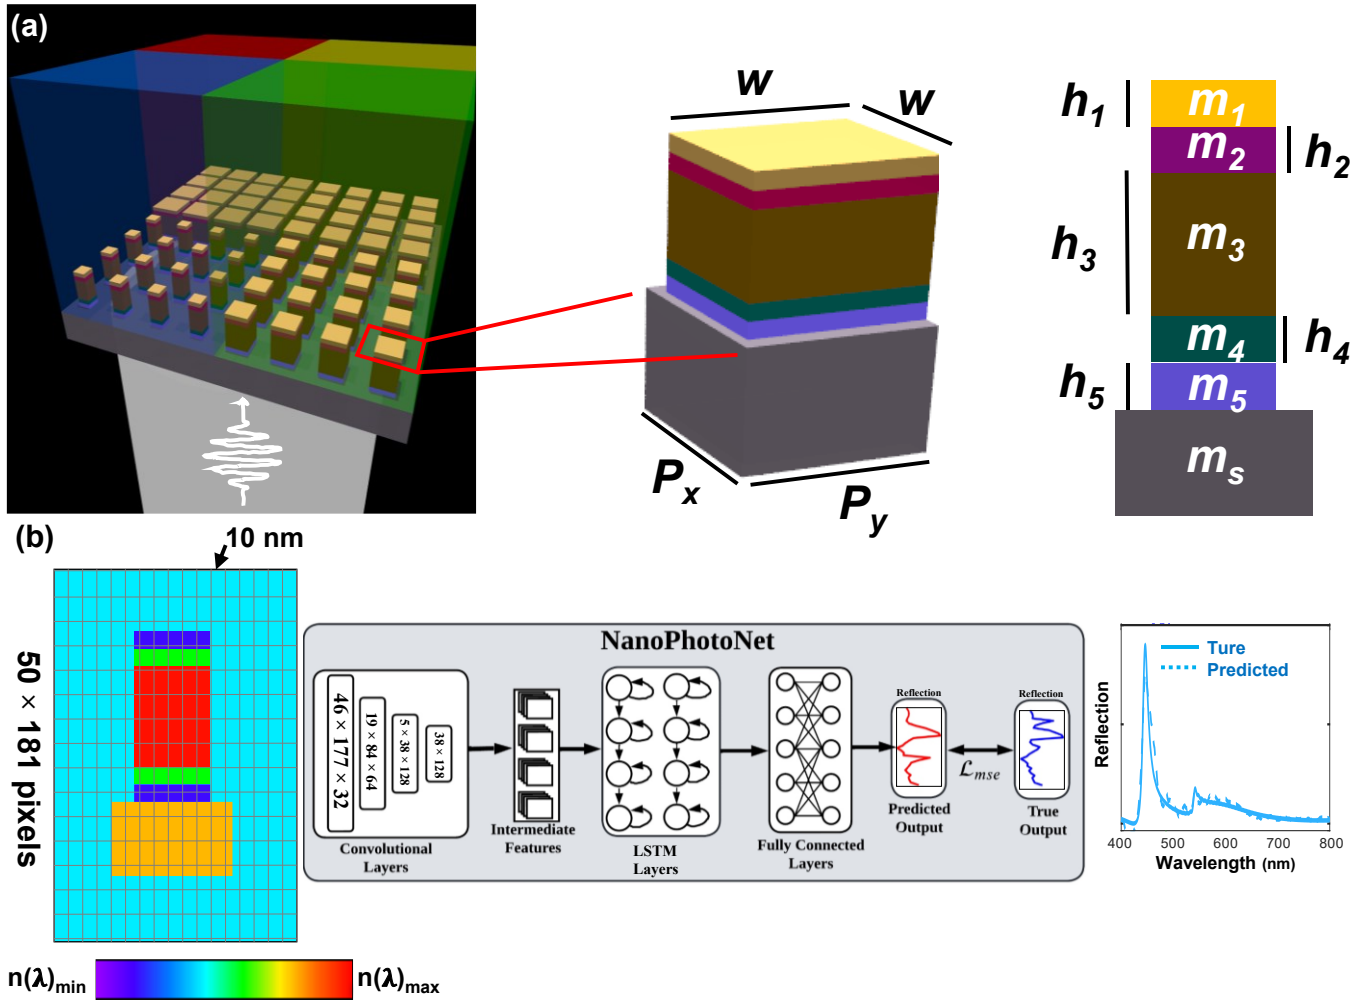 (a)
w
w
h1
m1
m2
h2
h3
m3
m4
h4
h5
m5
ms
Px
Py
(b)
10 nm
50 × 181 pixels
n(λ)min
n(λ)max
NanoPhotoNet
46 × 177 × 32
19 × 84 × 64
5 × 38 × 128
38 × 128
Convolutional
Layers
Intermediate
Features
LSTM
Layers
Fully Connected
Layers
Reflection
Predicted
Output
ℒmse
Reflection
True
Output
Ture
Predicted
Reflection
400 500 600 700 800
Wavelength (nm)